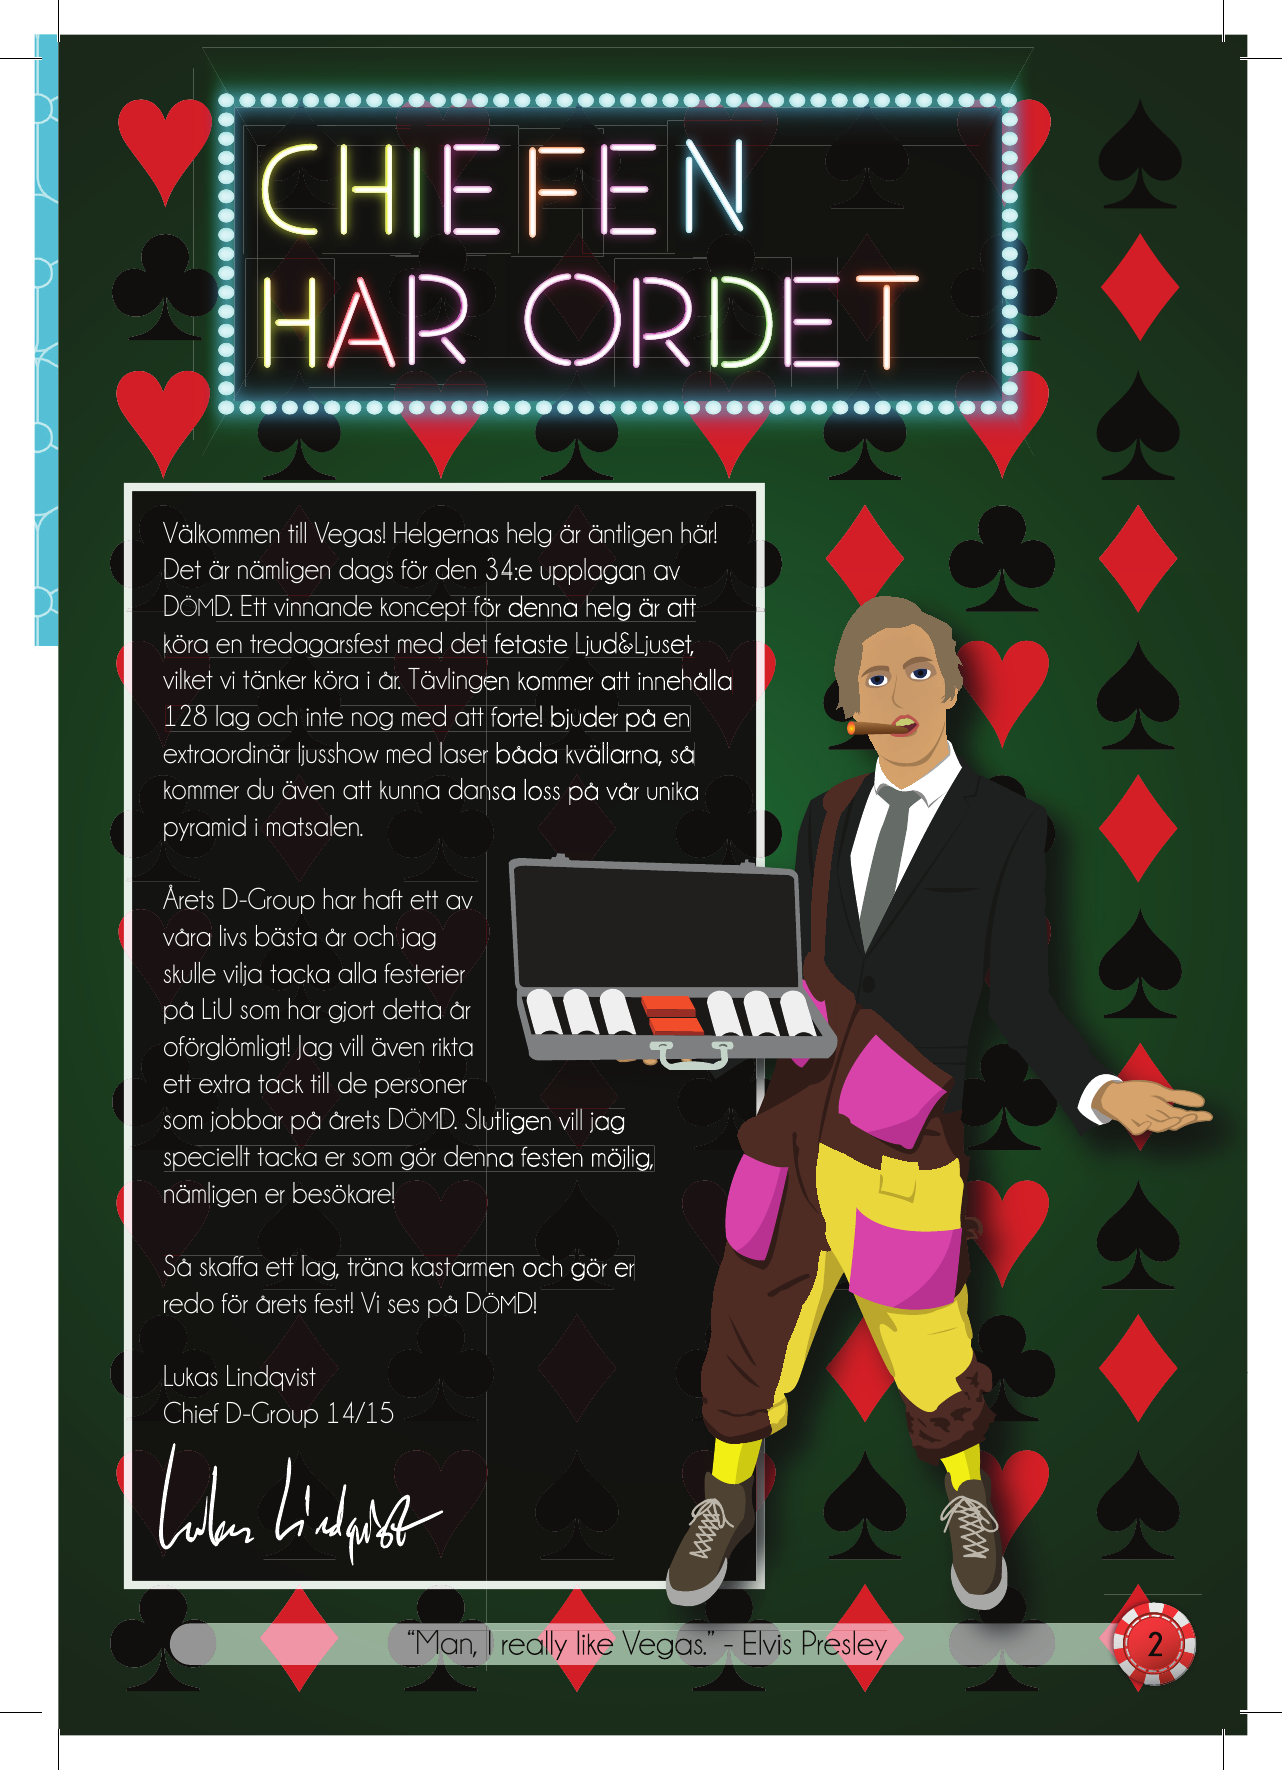 CHIEFEN
HAR ORDET
Välkommen till Vegas! Helgernas helg är äntligen här!
Det är nämligen dags för den 34:e upplagan av
DÖMD. Ett vinnande koncept för denna helg är att
köra en tredagarsfest med det fetaste Ljud&Ljuset,
vilket vi tänker köra i år. Tävlingen kommer att innehålla
128 lag och inte nog med att forte! bjuder på en
extraordinär ljusshow med laser båda kvällarna, så
kommer du även att kunna dansa loss på vår unika
pyramid i matsalen.
Årets D-Group har haft ett av
våra livs bästa år och jag
skulle vilja tacka alla festerier
på LiU som har gjort detta år
oförglömligt! Jag vill även rikta
ett extra tack till de personer
som jobbar på årets DÖMD. Slutligen vill jag
speciellt tacka er som gör denna festen möjlig,
nämligen er besökare!
Så skaffa ett lag, träna kastarmen och gör er
redo för årets fest! Vi ses på DÖMD!
Lukas Lindqvist
Chief D-Group 14/15
Lukas Lindqvist
"Man, I really like Vegas." - Elvis Presley
2